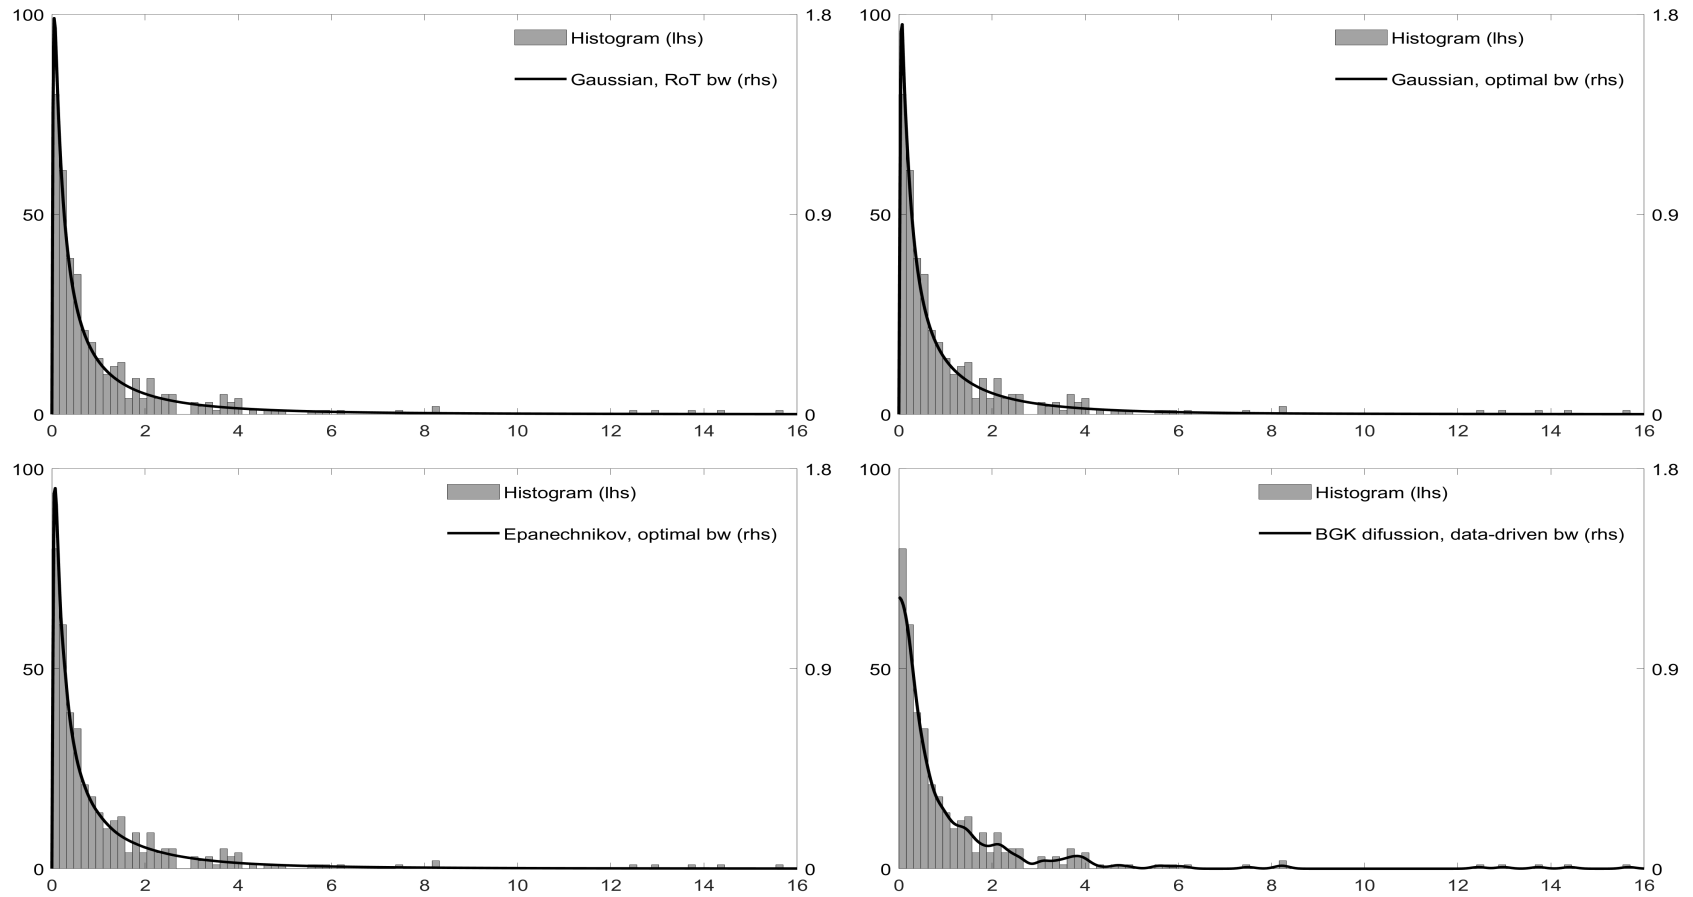 100
1.8
Histogram (lhs)
Gaussian, RoT bw (rhs)
50
0.9
0
0
0 2 4 6 8 10 12 14 16
100
1.8
Histogram (lhs)
Gaussian, optimal bw (rhs)
50
0.9
0
0
0 2 4 6 8 10 12 14 16
100
1.8
Histogram (lhs)
Epanechnikov, optimal bw (rhs)
50
0.9
0
0
0 2 4 6 8 10 12 14 16
100
1.8
Histogram (lhs)
BGK difussion, data-driven bw (rhs)
50
0.9
0
0
0 2 4 6 8 10 12 14 16